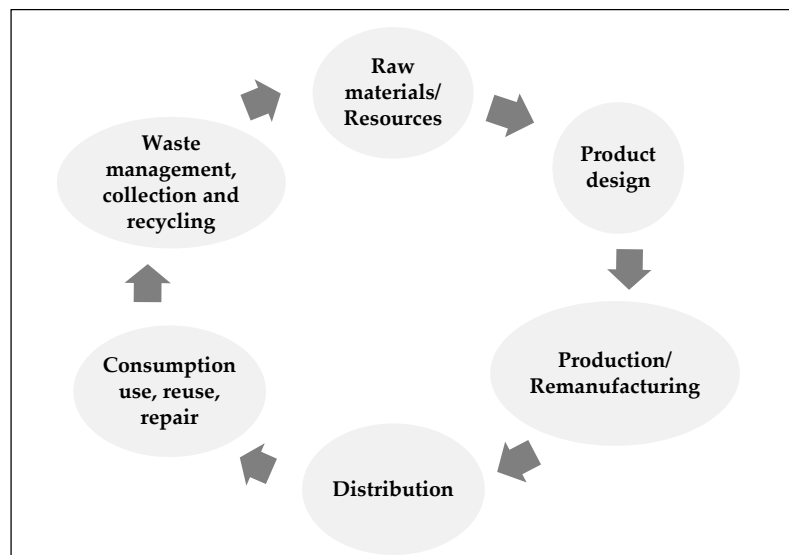 Raw
materials/
Resources
Product
design
Production/
Remanufacturing
Distribution
Consumption
use, reuse,
repair
Waste
management,
collection and
recycling